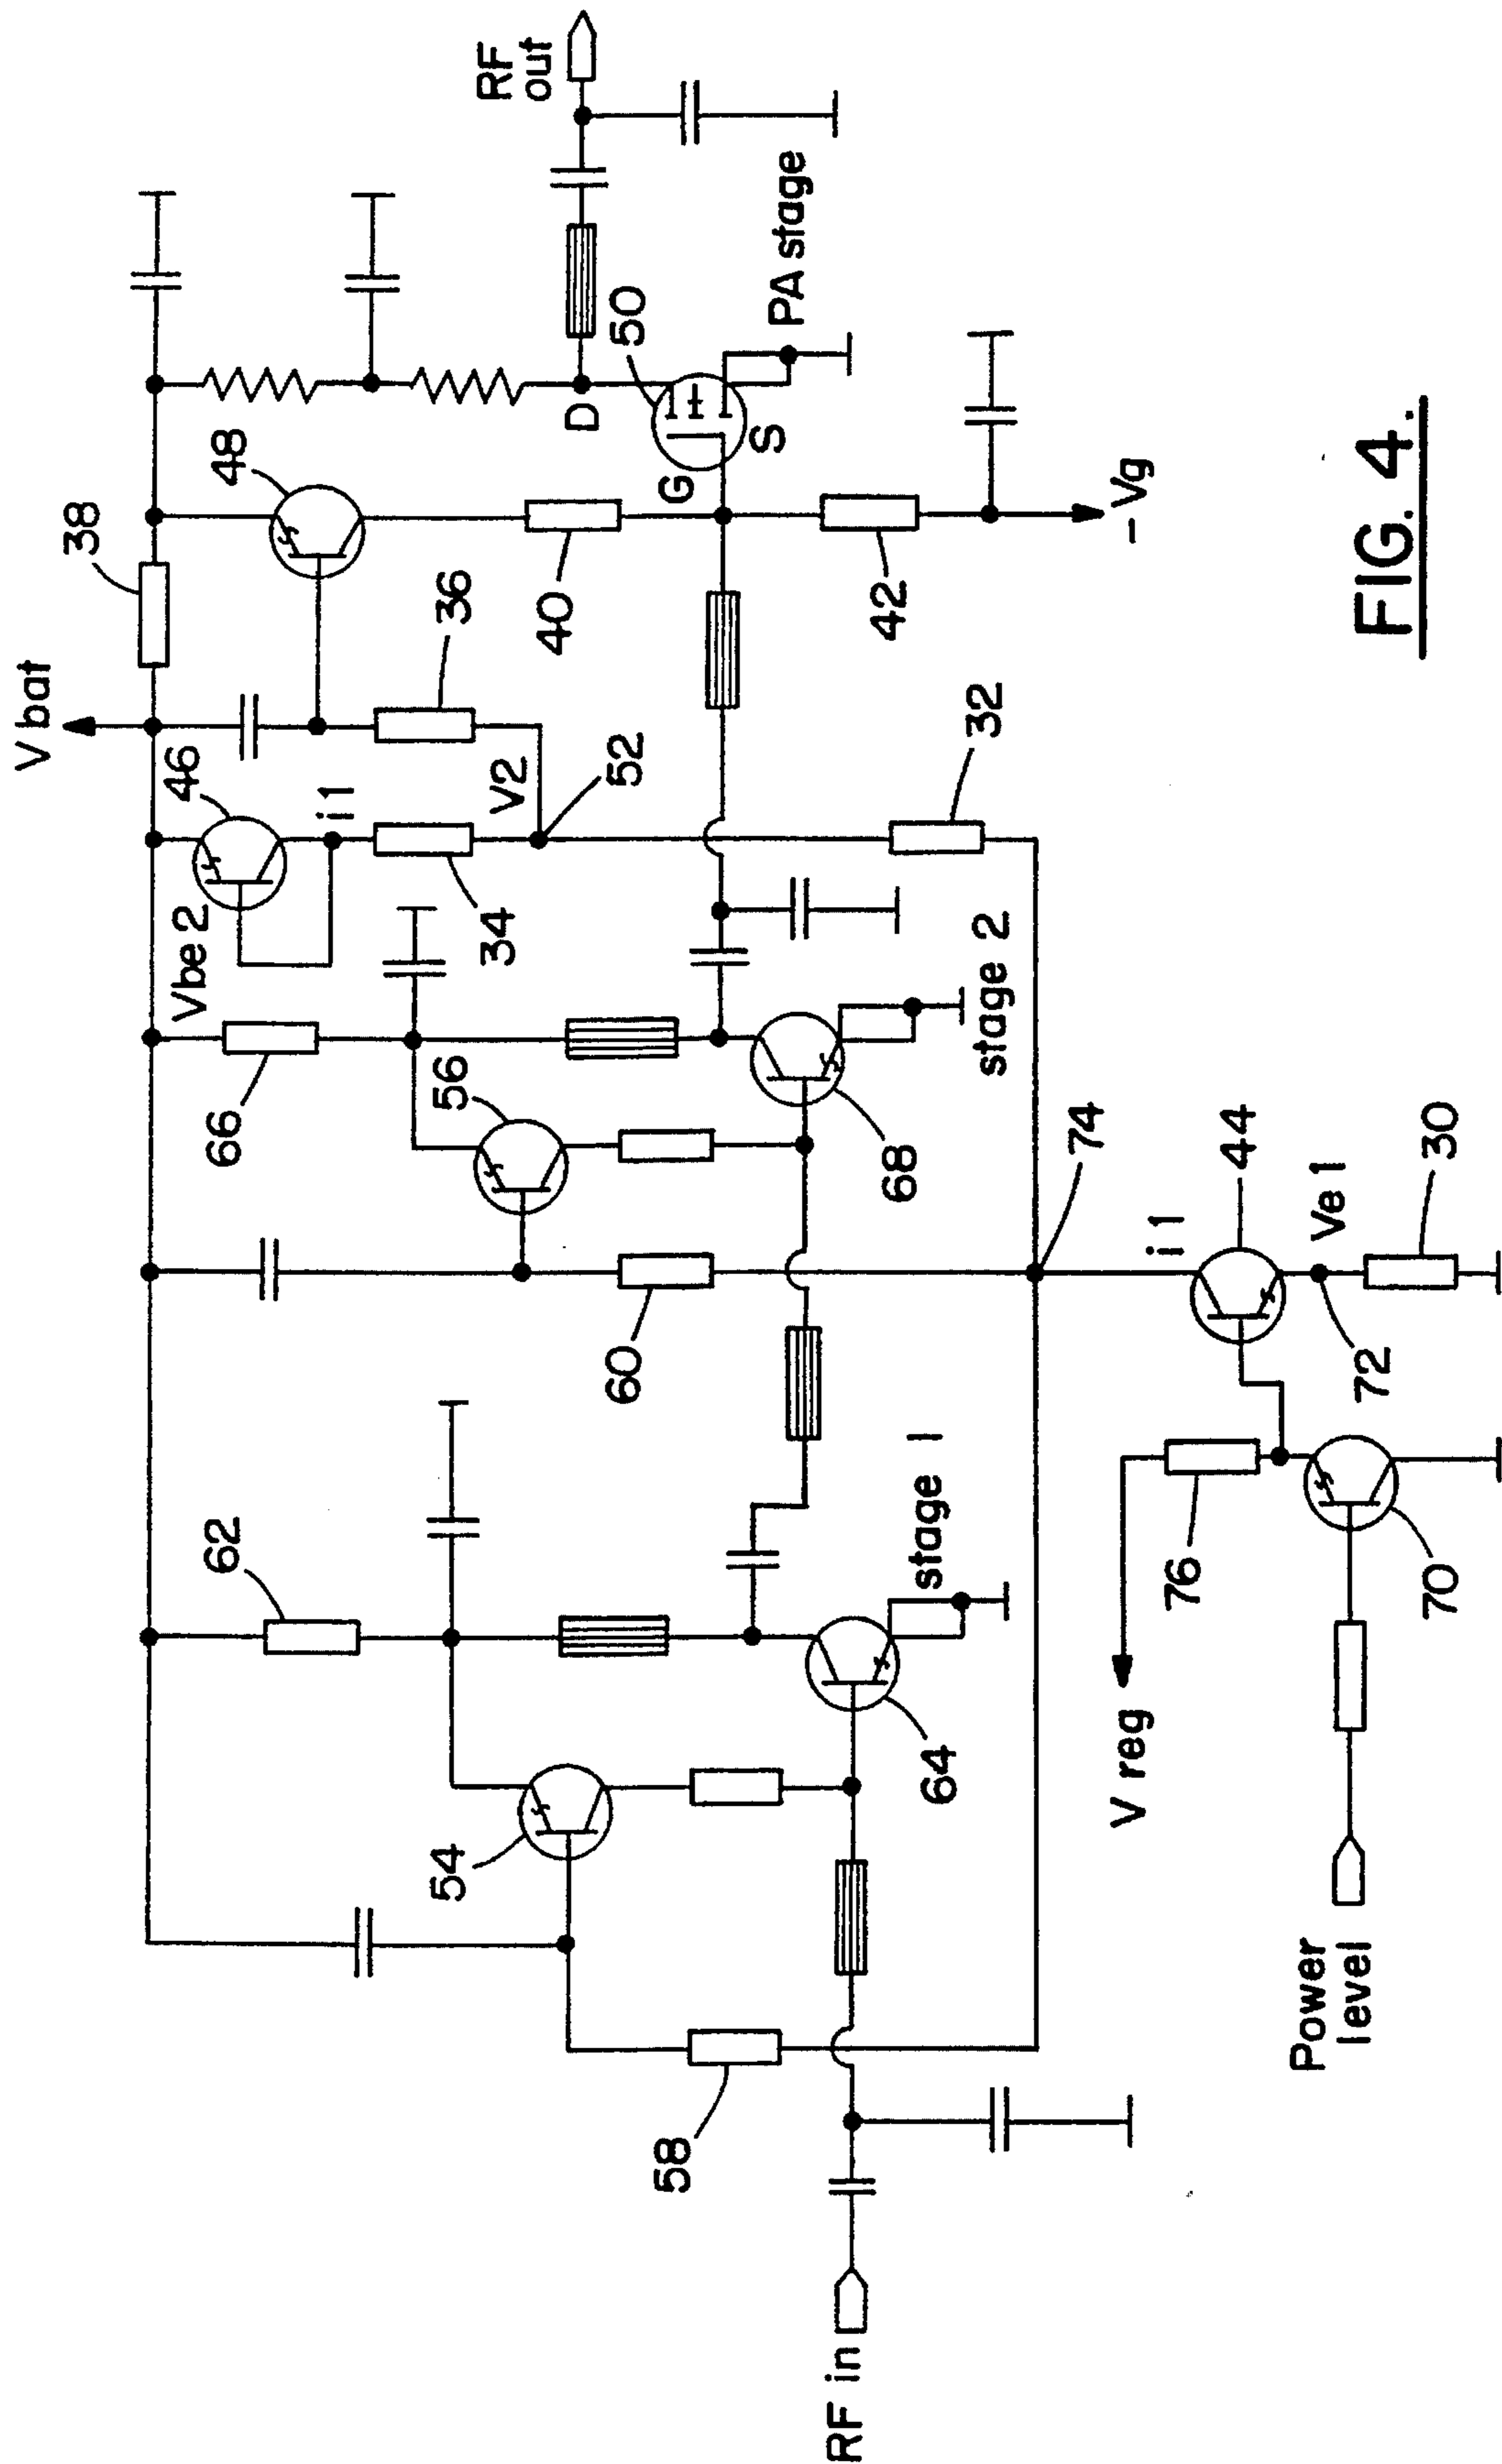 V bat
38
48
RF
out
46
Vbe 2
i 1
36
V2
52
34
40
42
G
D
S
50
PA stage
-Vg
62
66
54
56
58
60
64
68
32
stage 1
stage 2
74
RF in
V reg
76
i 1
44
Ve 1
72
30
70
Power
level
FIG. 4.